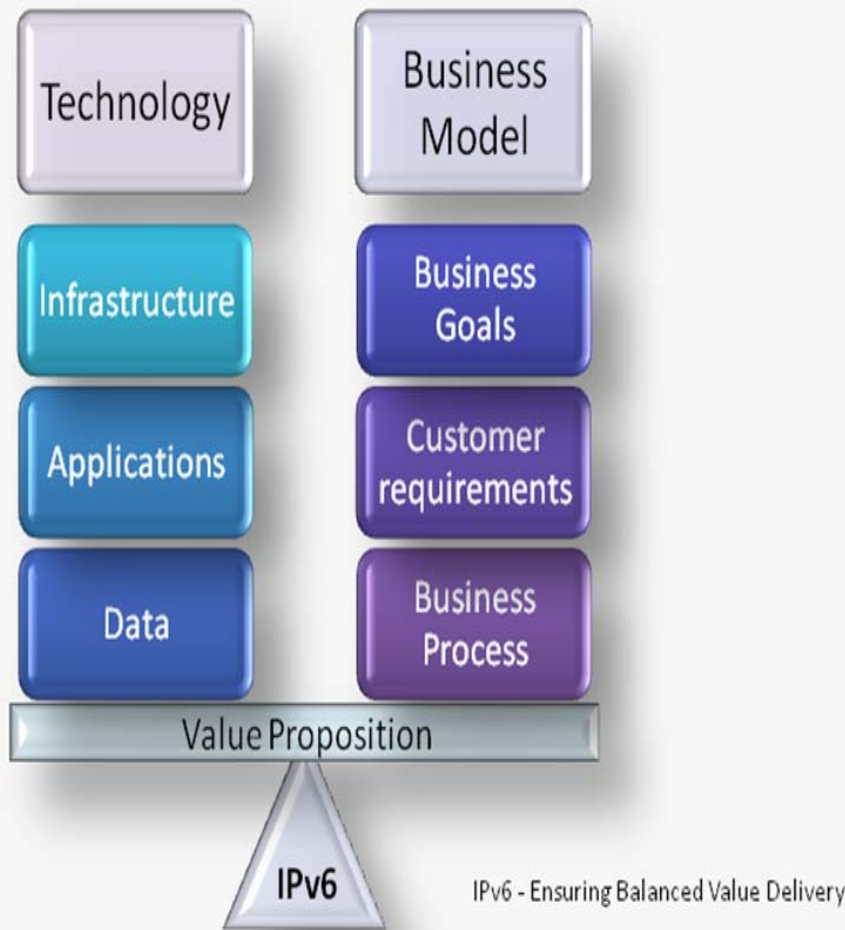 Technology
Business
Model
Infrastructure
Business
Goals
Applications
Customer
requirements
Data
Business
Process
Value Proposition
IPv6
IPv6 - Ensuring Balanced Value Delivery